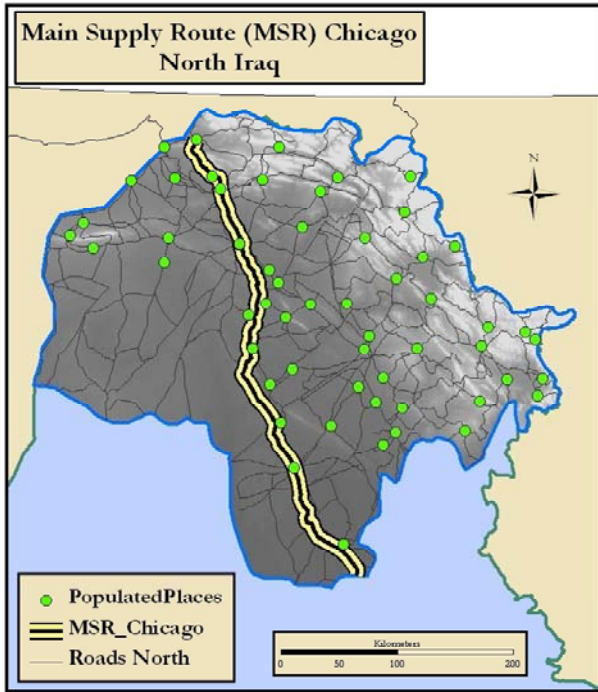 Main Supply Route (MSR) Chicago
North Iraq
N
PopulatedPlaces
MSR_Chicago
Roads North
Kilometers
0 50 100 200